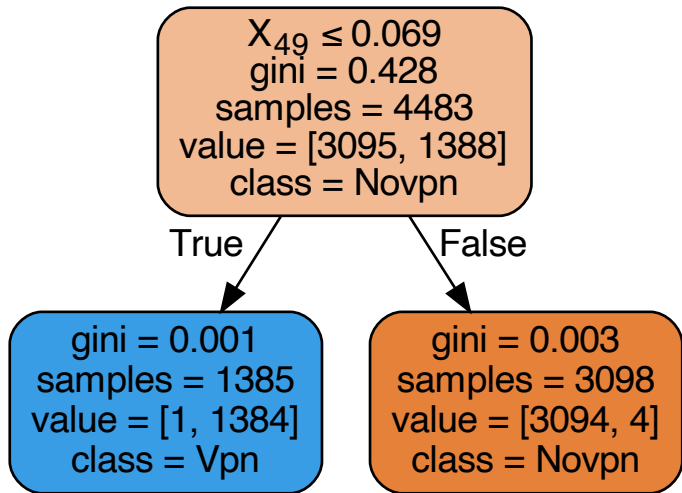 X49 ≤ 0.069
gini = 0.428
samples = 4483
value = [3095, 1388]
class = Novpn
True
False
gini = 0.001
samples = 1385
value = [1, 1384]
class = Vpn
gini = 0.003
samples = 3098
value = [3094, 4]
class = Novpn